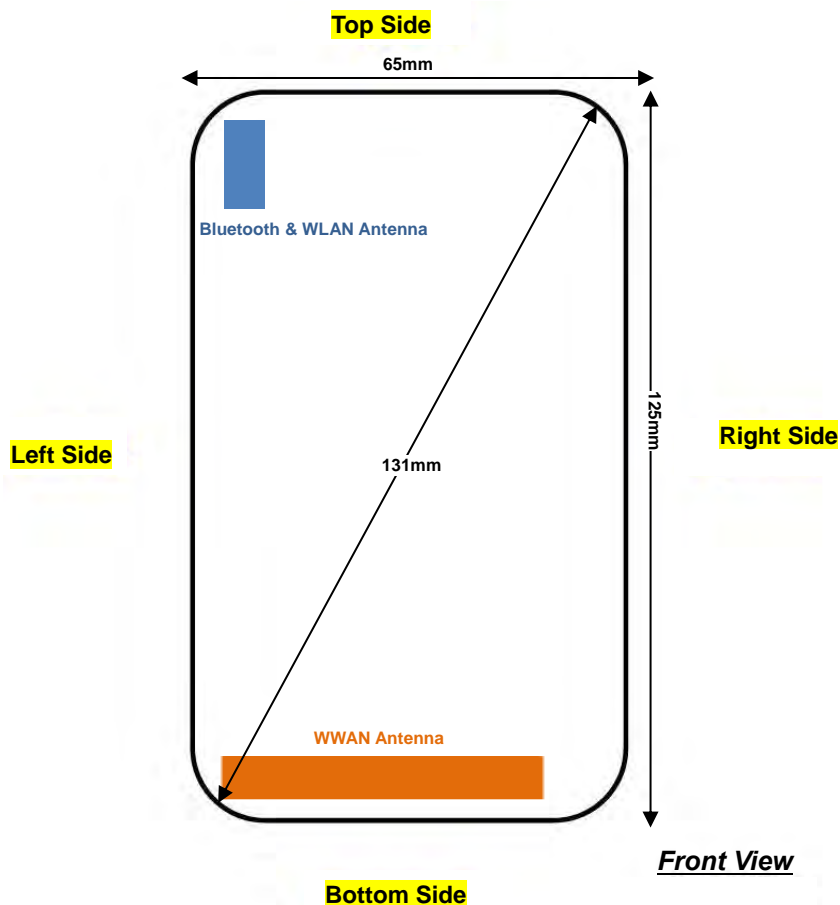 Top Side
65mm
Bluetooth & WLAN Antenna
125mm
Right Side
Left Side
131mm
WWAN Antenna
Front View
Bottom Side